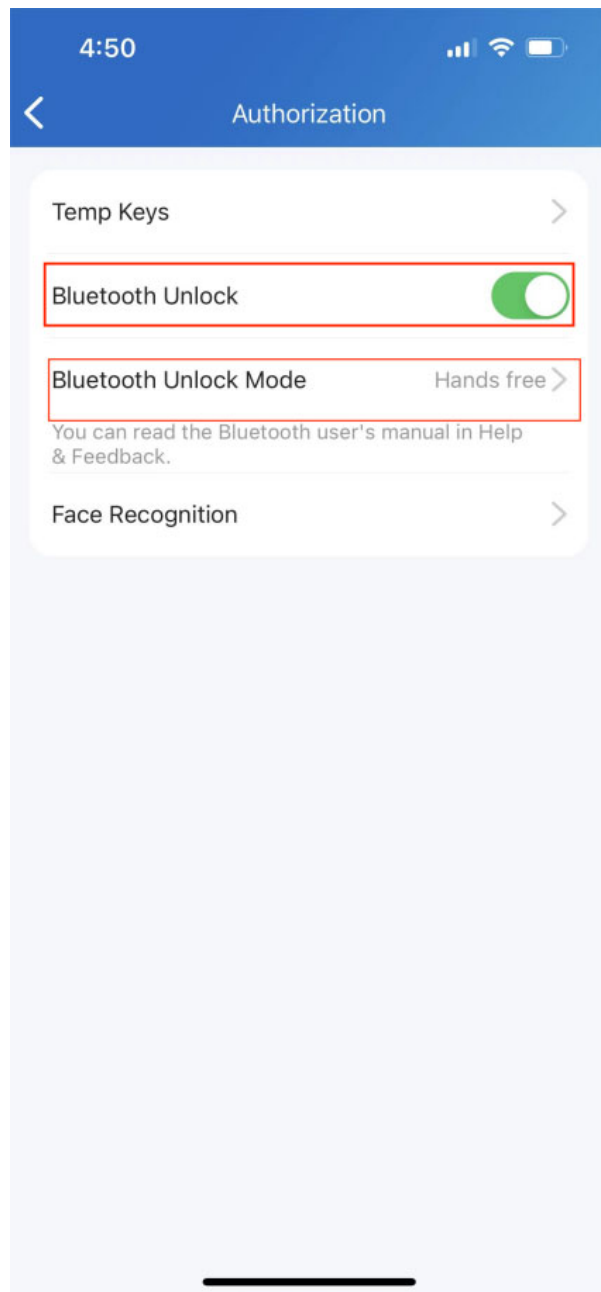 4:50
Authorization
Temp Keys
Bluetooth Unlock
Bluetooth Unlock Mode Hands free
You can read the Bluetooth user's manual in Help
& Feedback.
Face Recognition